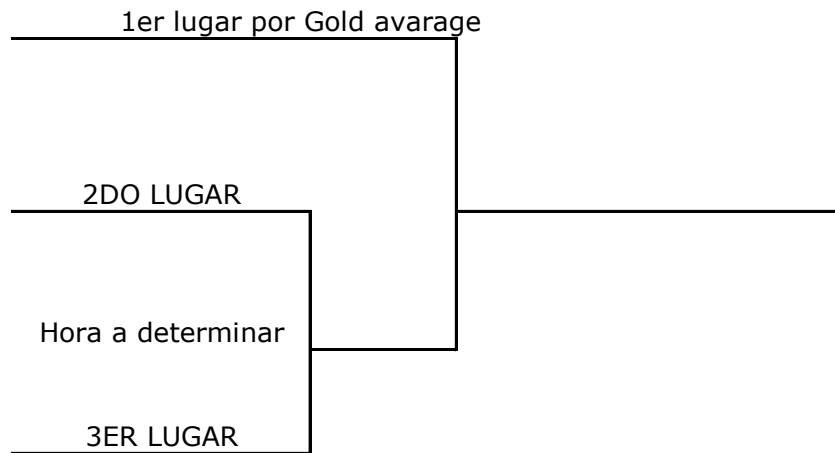 1er lugar por Gold avarage
2DO LUGAR
Hora a determinar
3ER LUGAR